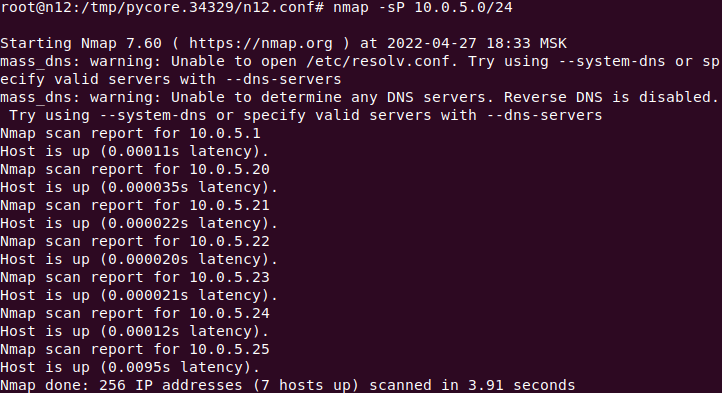 root@n12:/tmp/pycore.34329/n12.conf# nmap -sP 10.0.5.0/24
Starting Nmap 7.60 ( https://nmap.org ) at 2022-04-27 18:33 MSK
mass_dns: warning: Unable to open /etc/resolv.conf. Try using --system-dns or sp
ecify valid servers with --dns-servers
mass_dns: warning: Unable to determine any DNS servers. Reverse DNS is disabled.
 Try using --system-dns or specify valid servers with --dns-servers
Nmap scan report for 10.0.5.1
Host is up (0.00011s latency).
Nmap scan report for 10.0.5.20
Host is up (0.000035s latency).
Nmap scan report for 10.0.5.21
Host is up (0.000022s latency).
Nmap scan report for 10.0.5.22
Host is up (0.000020s latency).
Nmap scan report for 10.0.5.23
Host is up (0.000021s latency).
Nmap scan report for 10.0.5.24
Host is up (0.00012s latency).
Nmap scan report for 10.0.5.25
Host is up (0.0095s latency).
Nmap done: 256 IP addresses (7 hosts up) scanned in 3.91 seconds